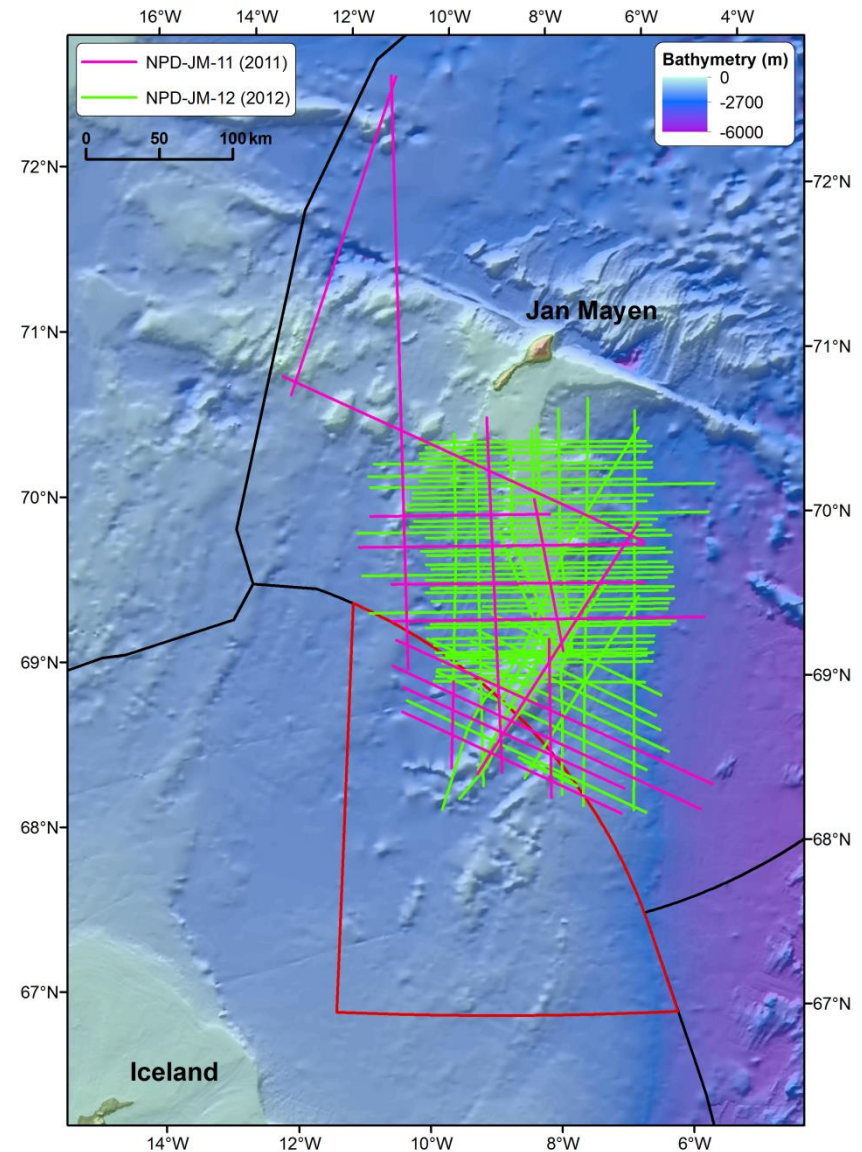 16°W 14°W 12°W 10°W 8°W 6°W 4°W
NPD-JM-11 (2011)
NPD-JM-12 (2012)
0 50 100 km
Bathymetry (m)
0
-2700
-6000
72°N 72°N
Jan Mayen
71°N 71°N
70°N 70°N
69°N 69°N
68°N 68°N
67°N 67°N
Iceland
14°W 12°W 10°W 8°W 6°W